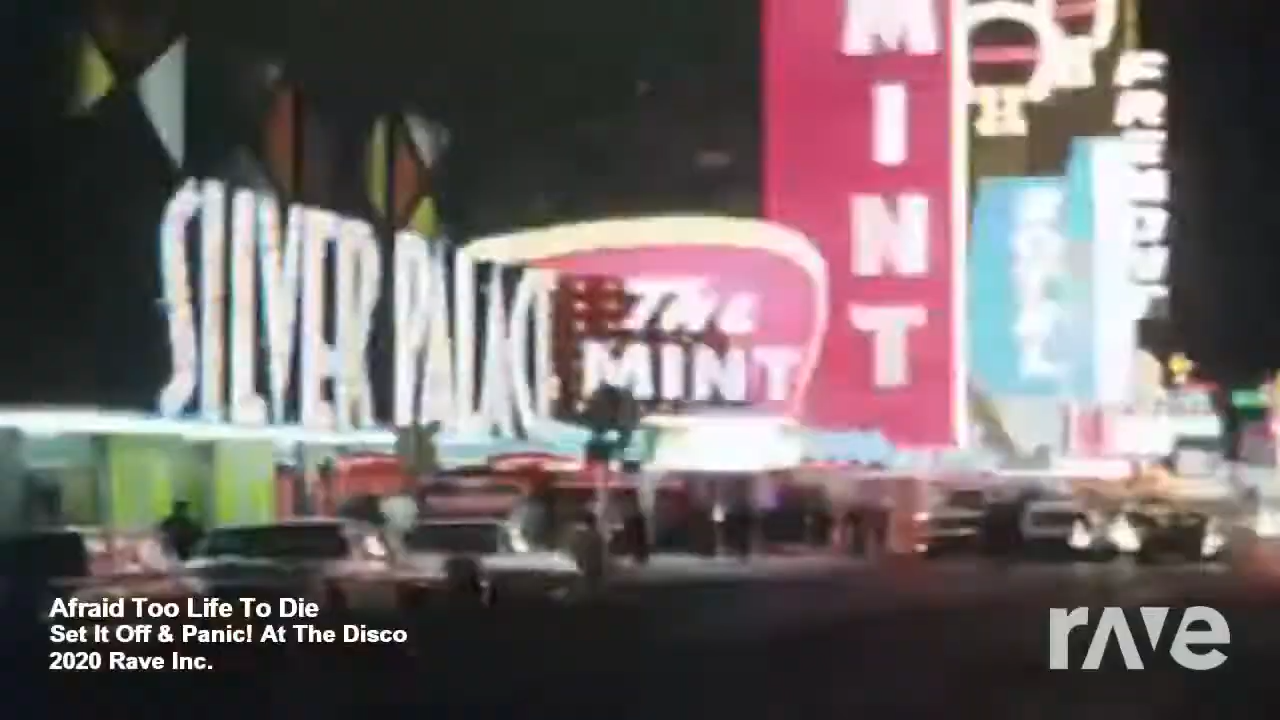 MINT
H
FREMONT
HOTEL
SILVER PALACE
The
MINT
Afraid Too Life To Die
Set It Off & Panic! At The Disco
2020 Rave Inc.
rave